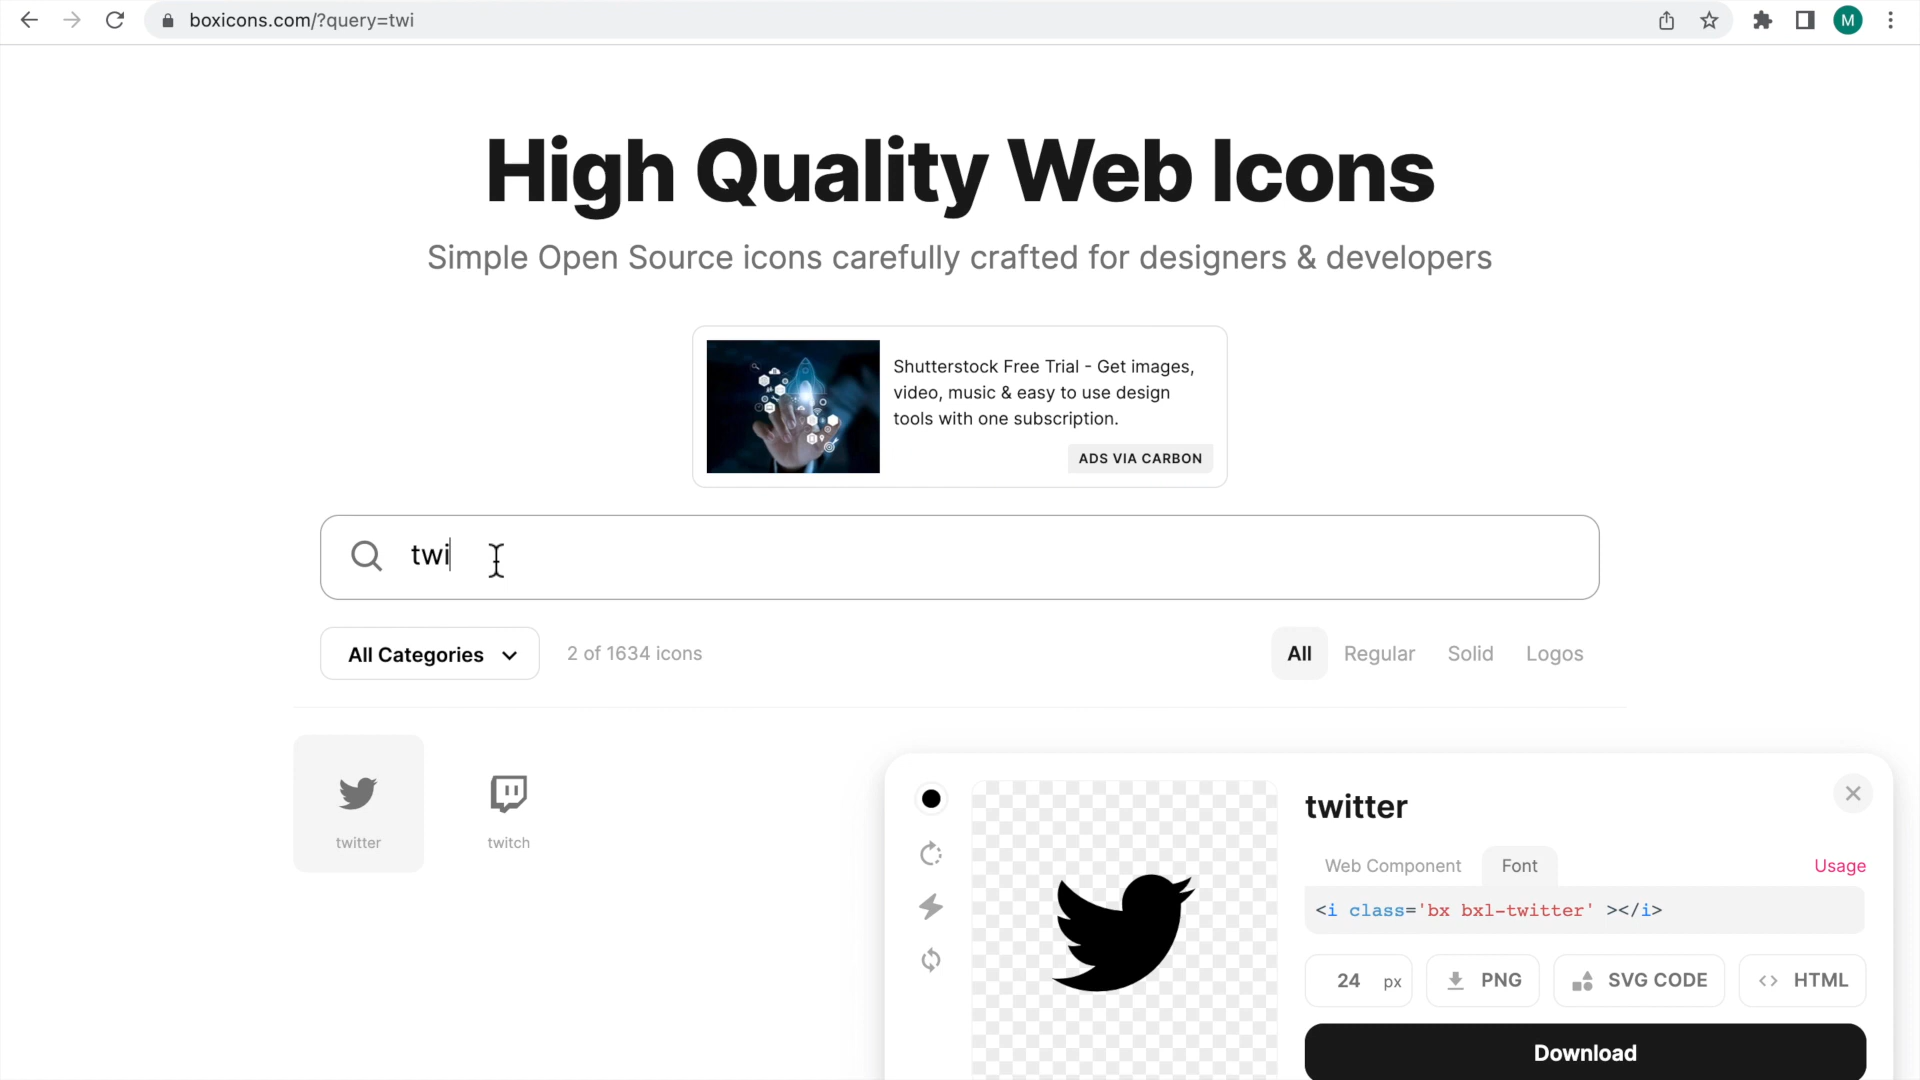 boxicons.com/?query=twi
M
High Quality Web Icons
Simple Open Source icons carefully crafted for designers & developers
Shutterstock Free Trial - Get images,
video, music & easy to use design
tools with one subscription.
ADS VIA CARBON
twi
All Categories
2 of 1634 icons
All
Regular
Solid
Logos
twitter
twitch
twitter
Web Component
Font
Usage
<i class='bx bxl-twitter' ></i>
24 px
PNG
SVG CODE
HTML
Download